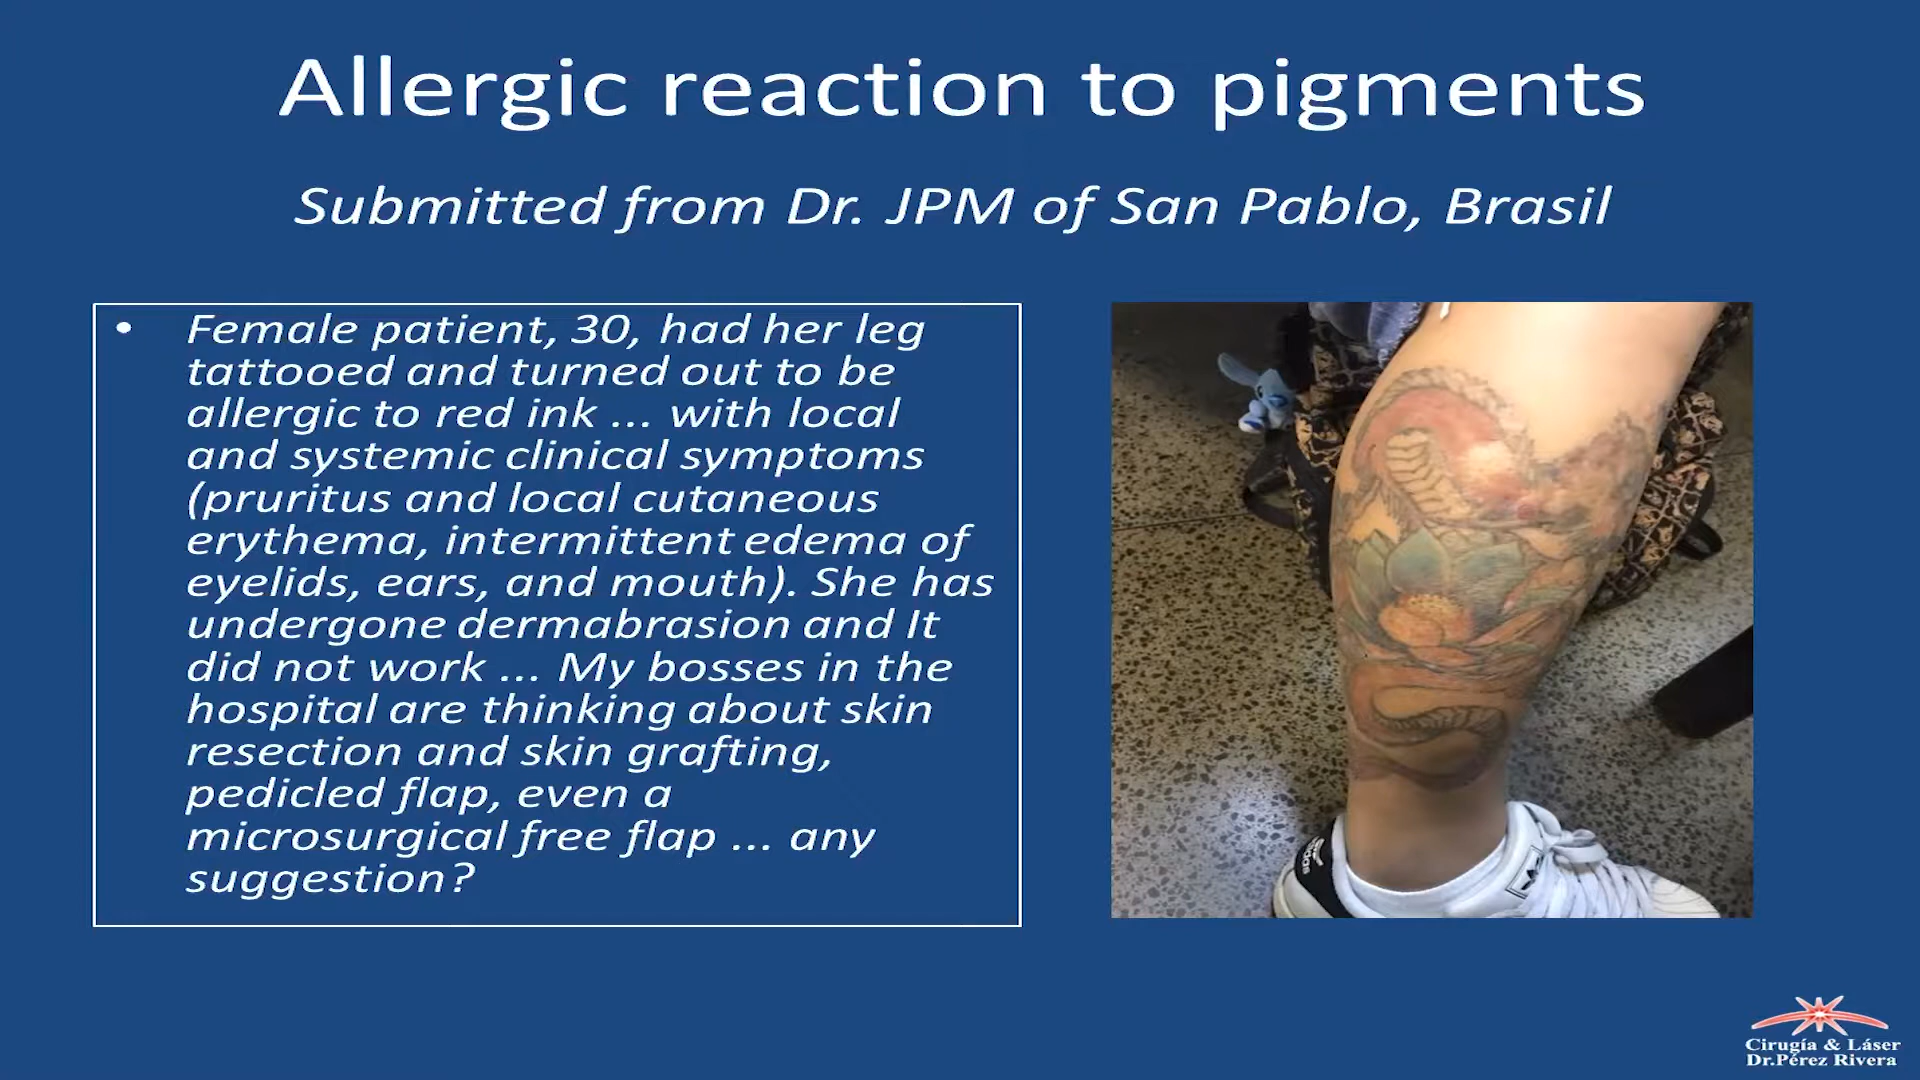 Allergic reaction to pigments
Submitted from Dr. JPM of San Pablo, Brasil
• Female patient, 30, had her leg
tattooed and turned out to be
allergic to red ink ... with local
and systemic clinical symptoms
(pruritus and local cutaneous
erythema, intermittent edema of
eyelids, ears, and mouth). She has
undergone dermabrasion and It
did not work ... My bosses in the
hospital are thinking about skin
resection and skin grafting,
pedicled flap, even a
microsurgical free flap ... any
suggestion?
adidas
Cirugía & Láser
Dr.Pérez Rivera